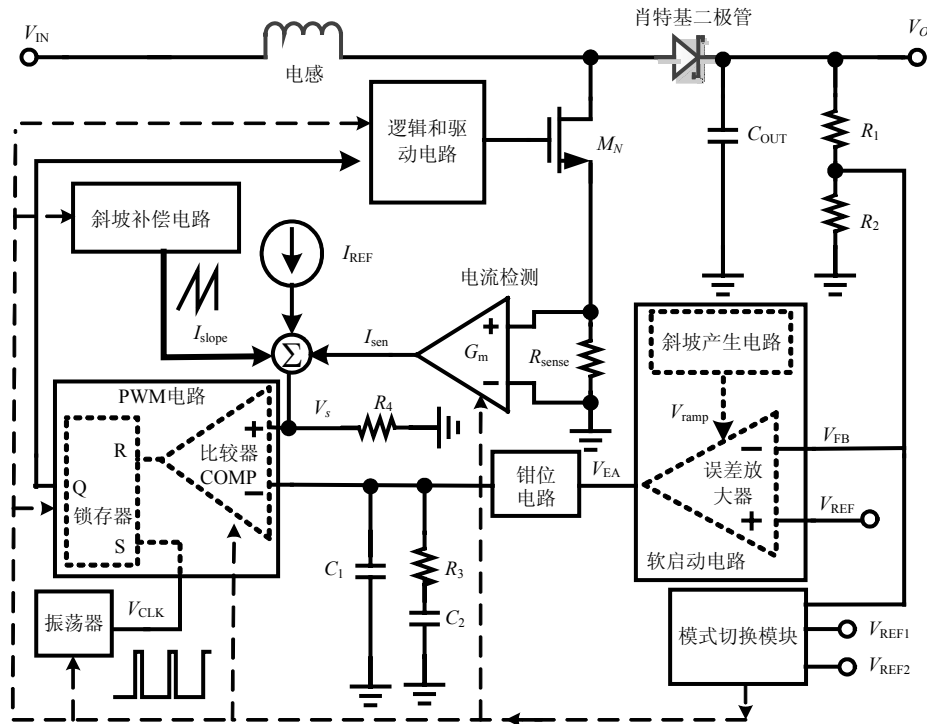 肖特基二极管
V_IN
V_O
电感
逻辑和驱动电路
M_N
C_OUT
R_1
R_2
斜坡补偿电路
I_REF
I_slope
电流检测
I_sen
G_m
R_sense
Σ
斜坡产生电路
V_ramp
PWM电路
V_s
R_4
R
比较器
COMP
Q
锁存器
S
钳位
电路
V_EA
误差放
大器
V_FB
V_REF
软启动电路
C_1
R_3
C_2
振荡器
V_CLK
模式切换模块
V_REF1
V_REF2